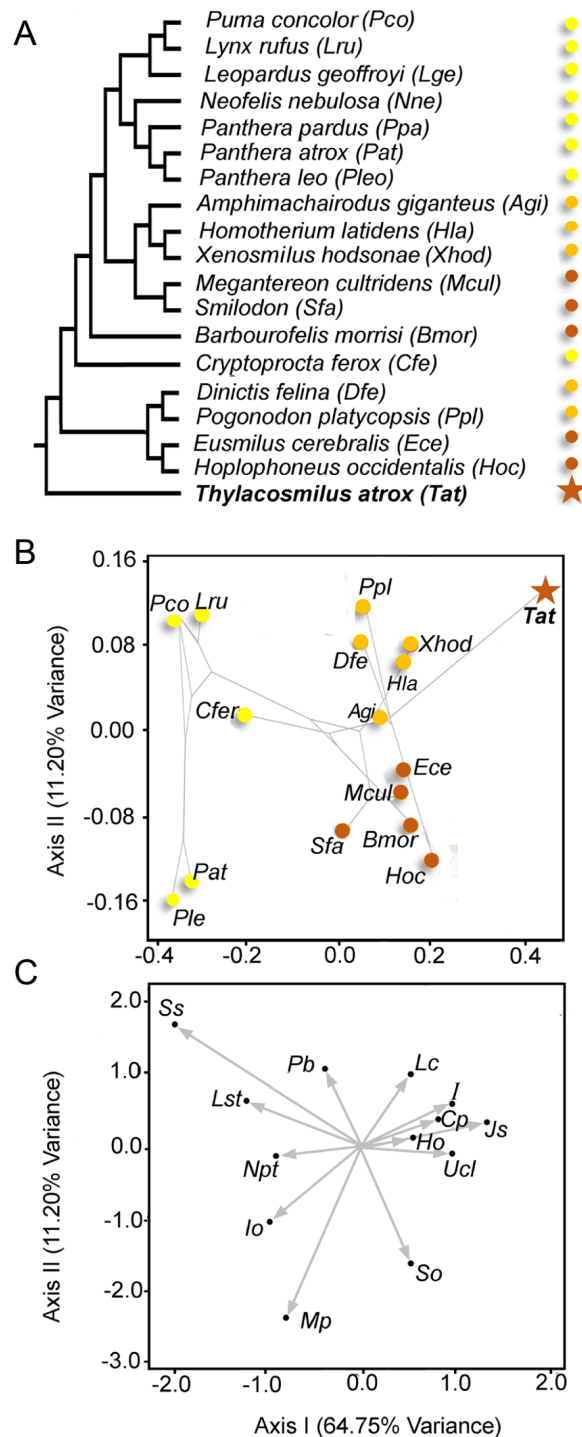 A
Puma concolor (Pco)
Lynx rufus (Lru)
Leopardus geoffroyi (Lge)
Neofelis nebulosa (Nne)
Panthera pardus (Ppa)
Panthera atrox (Pat)
Panthera leo (Pleo)
Amphimachairodus giganteus (Agi)
Homotherium latidens (Hla)
Xenosmilus hodsonae (Xhod)
Megantereon cultridens (Mcul)
Smilodon (Sfa)
Barbourofelis morrisi (Bmor)
Cryptoprocta ferox (Cfe)
Dinictis felina (Dfe)
Pogonodon platycopsis (Ppl)
Eusmilus cerebralis (Ece)
Hoplophoneus occidentalis (Hoc)
Thylacosmilus atrox (Tat)
B
Axis II (11.20% Variance)
0.16
0.08
0.00
-0.08
-0.16
Pco
Lru
Ppl
Tat
Dfe
Xhod
Hla
Cfer
Agi
Ece
Mcul
Sfa
Bmor
Hoc
Pat
Ple
-0.4
-0.2
0.0
0.2
0.4
C
Axis II (11.20% Variance)
2.0
1.0
0.0
-1.0
-2.0
-3.0
Ss
Pb
Lc
Lst
I
Cp
Js
Ho
Npt
Ucl
Io
So
Mp
-2.0
-1.0
0.0
1.0
2.0
Axis I (64.75% Variance)